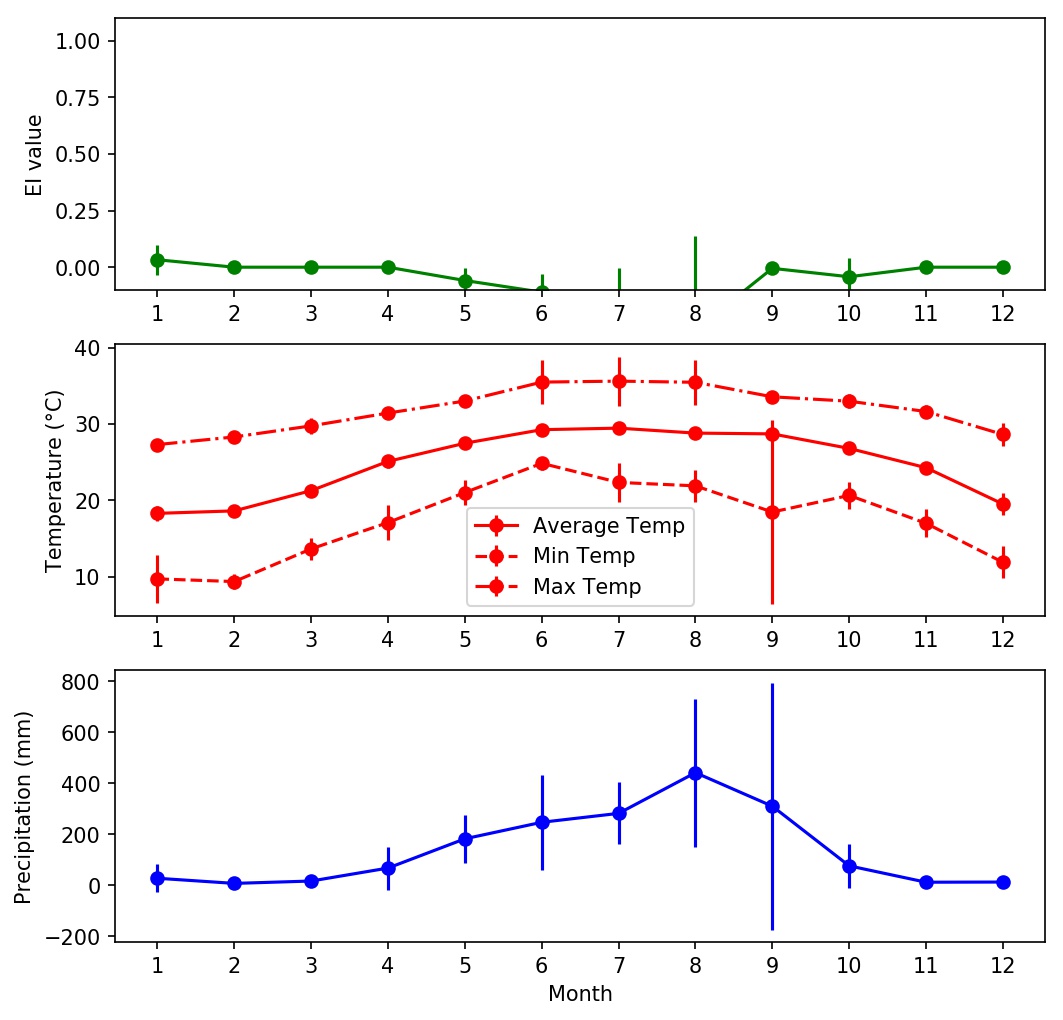 EI value
1.00
0.75
0.50
0.25
0.00
1 2 3 4 5 6 7 8 9 10 11 12
Temperature (°C)
40
30
20
10
Average Temp
Min Temp
Max Temp
1 2 3 4 5 6 7 8 9 10 11 12
Precipitation (mm)
800
600
400
200
0
−200
1 2 3 4 5 6 7 8 9 10 11 12
Month